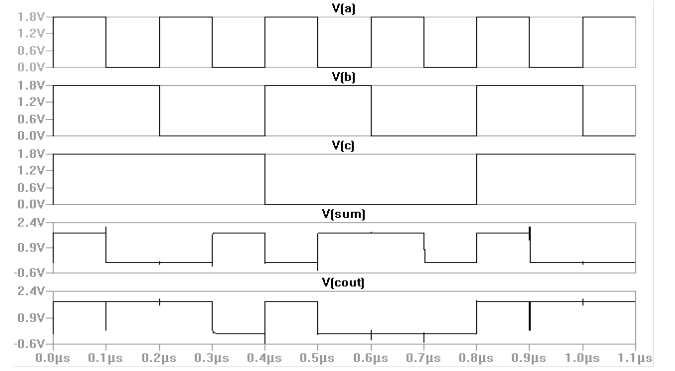 V(a)
1.8V
1.2V
0.6V
0.0V
V(b)
1.8V
1.2V
0.6V
0.0V
V(c)
1.8V
1.2V
0.6V
0.0V
V(sum)
2.4V
0.9V
-0.6V
V(cout)
2.4V
0.9V
-0.6V
0.0µs 0.1µs 0.2µs 0.3µs 0.4µs 0.5µs 0.6µs 0.7µs 0.8µs 0.9µs 1.0µs 1.1µs